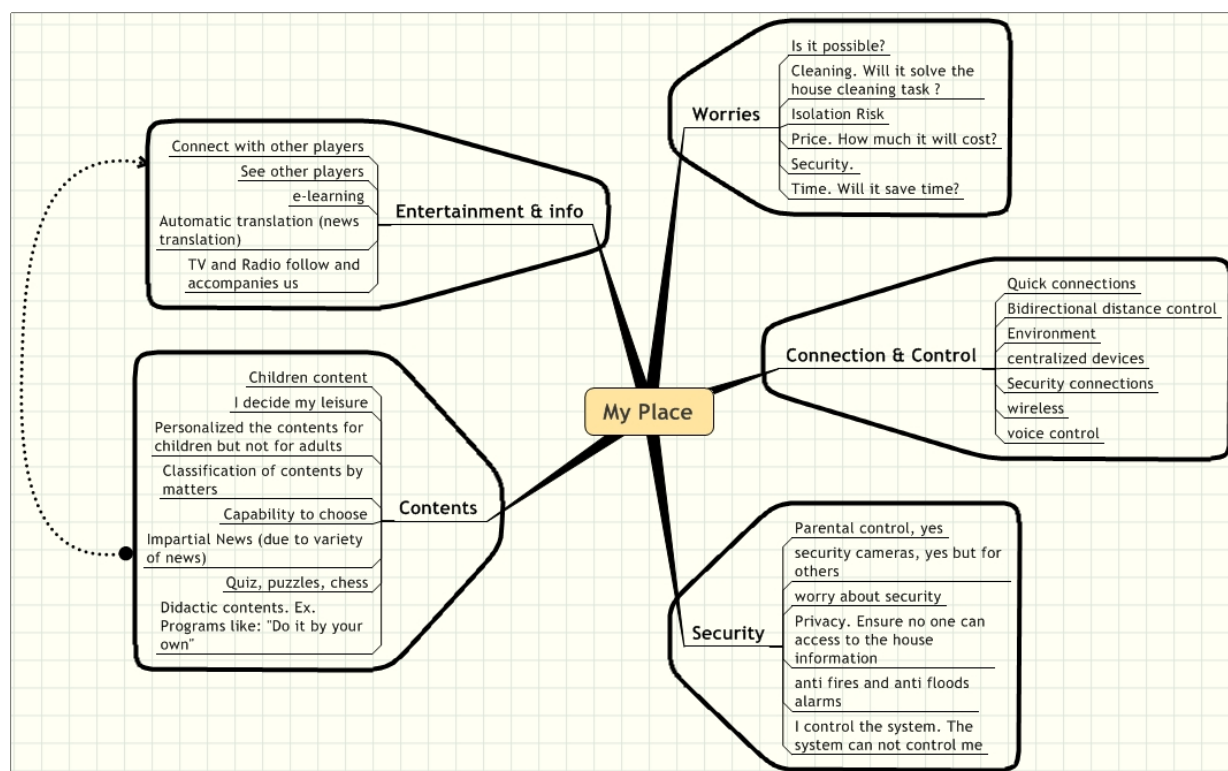 My Place
Worries
Is it possible?
Cleaning. Will it solve the
house cleaning task ?
Isolation Risk
Price. How much it will cost?
Security.
Time. Will it save time?
Entertainment & info
Connect with other players
See other players
e-learning
Automatic translation (news
translation)
TV and Radio follow and
accompanies us
Connection & Control
Quick connections
Bidirectional distance control
Environment
centralized devices
Security connections
wireless
voice control
Contents
Children content
I decide my leisure
Personalized the contents for
children but not for adults
Classification of contents by
matters
Capability to choose
Impartial News (due to variety
of news)
Quiz, puzzles, chess
Didactic contents. Ex.
Programs like: "Do it by your
own"
Security
Parental control, yes
security cameras, yes but for
others
worry about security
Privacy. Ensure no one can
access to the house
information
anti fires and anti floods
alarms
I control the system. The
system can not control me